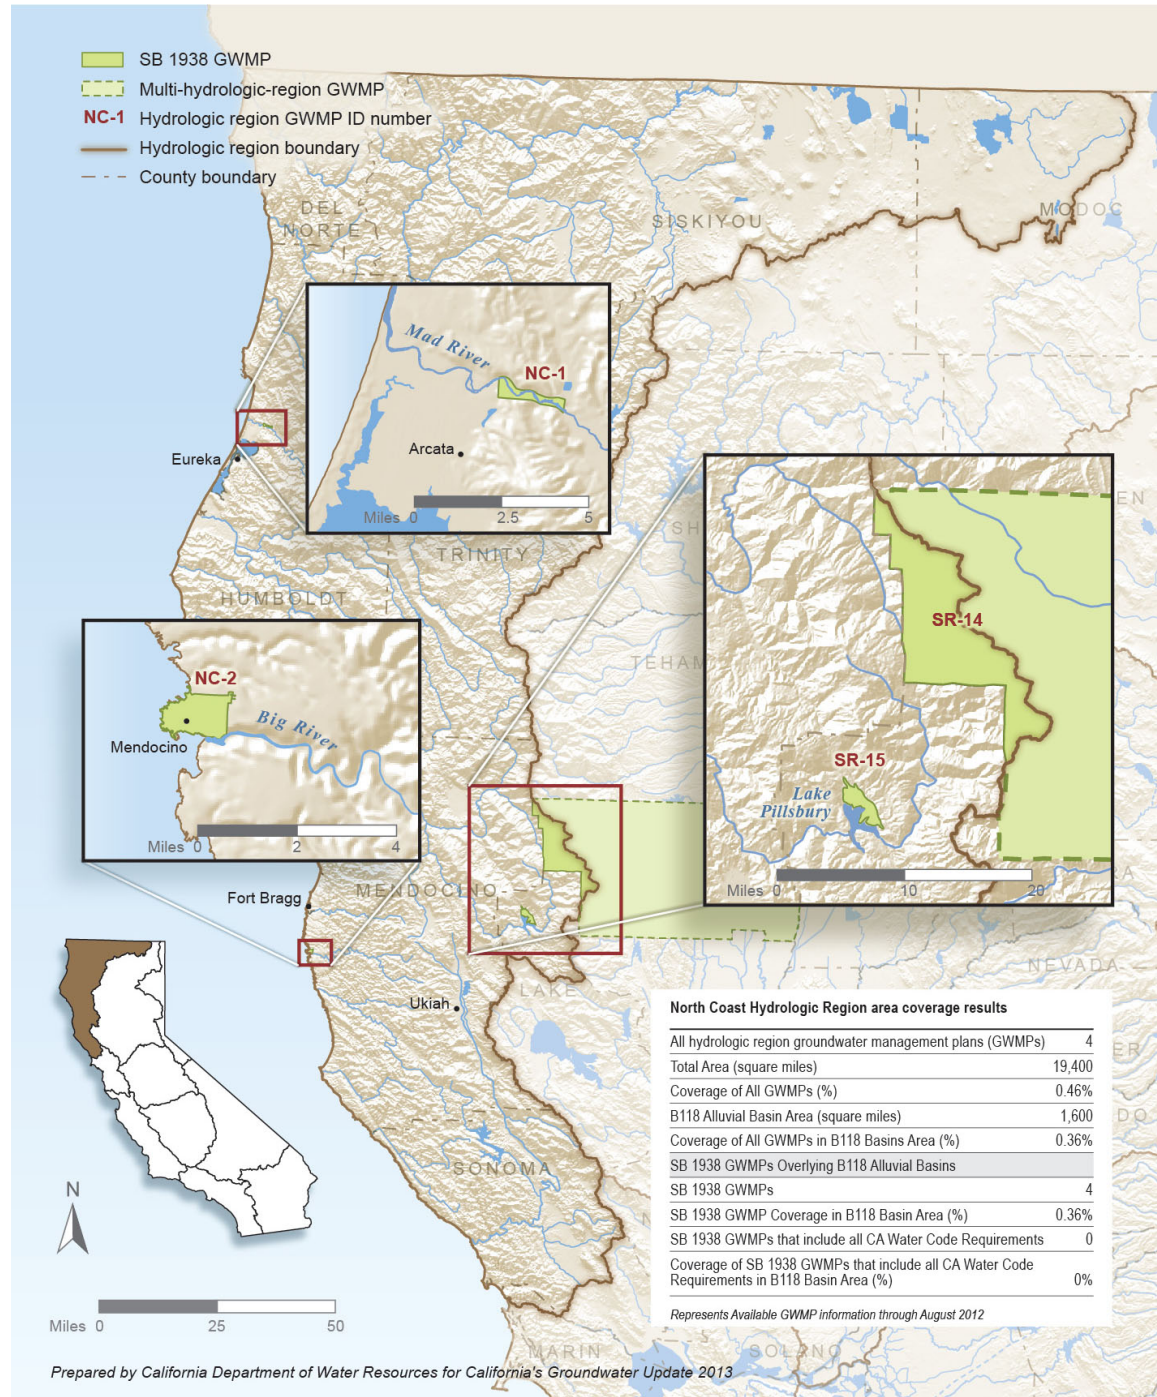 SB 1938 GWMP
Multi-hydrologic-region GWMP
NC-1 Hydrologic region GWMP ID number
Hydrologic region boundary
County boundary
DEL
NORTE
SISKIYOU
MODOC
Mad River
NC-1
Arcata
Miles 0 2.5 5
Eureka
TRINITY
HUMBOLDT
NC-2
Mendocino
Big River
Miles 0 2 4
SR-14
SR-15
Lake
Pillsbury
Miles 0 10 20
Fort Bragg
MENDOCINO
Ukiah
LAKE
NEVADA
SONOMA
MARIN
SOLANO
N
Miles 0 25 50
North Coast Hydrologic Region area coverage results
All hydrologic region groundwater management plans (GWMPs) 4
Total Area (square miles) 19,400
Coverage of All GWMPs (%) 0.46%
B118 Alluvial Basin Area (square miles) 1,600
Coverage of All GWMPs in B118 Basins Area (%) 0.36%
SB 1938 GWMPs Overlying B118 Alluvial Basins
SB 1938 GWMPs 4
SB 1938 GWMP Coverage in B118 Basin Area (%) 0.36%
SB 1938 GWMPs that include all CA Water Code Requirements 0
Coverage of SB 1938 GWMPs that include all CA Water Code
Requirements in B118 Basin Area (%) 0%
Represents Available GWMP information through August 2012
Prepared by California Department of Water Resources for California's Groundwater Update 2013